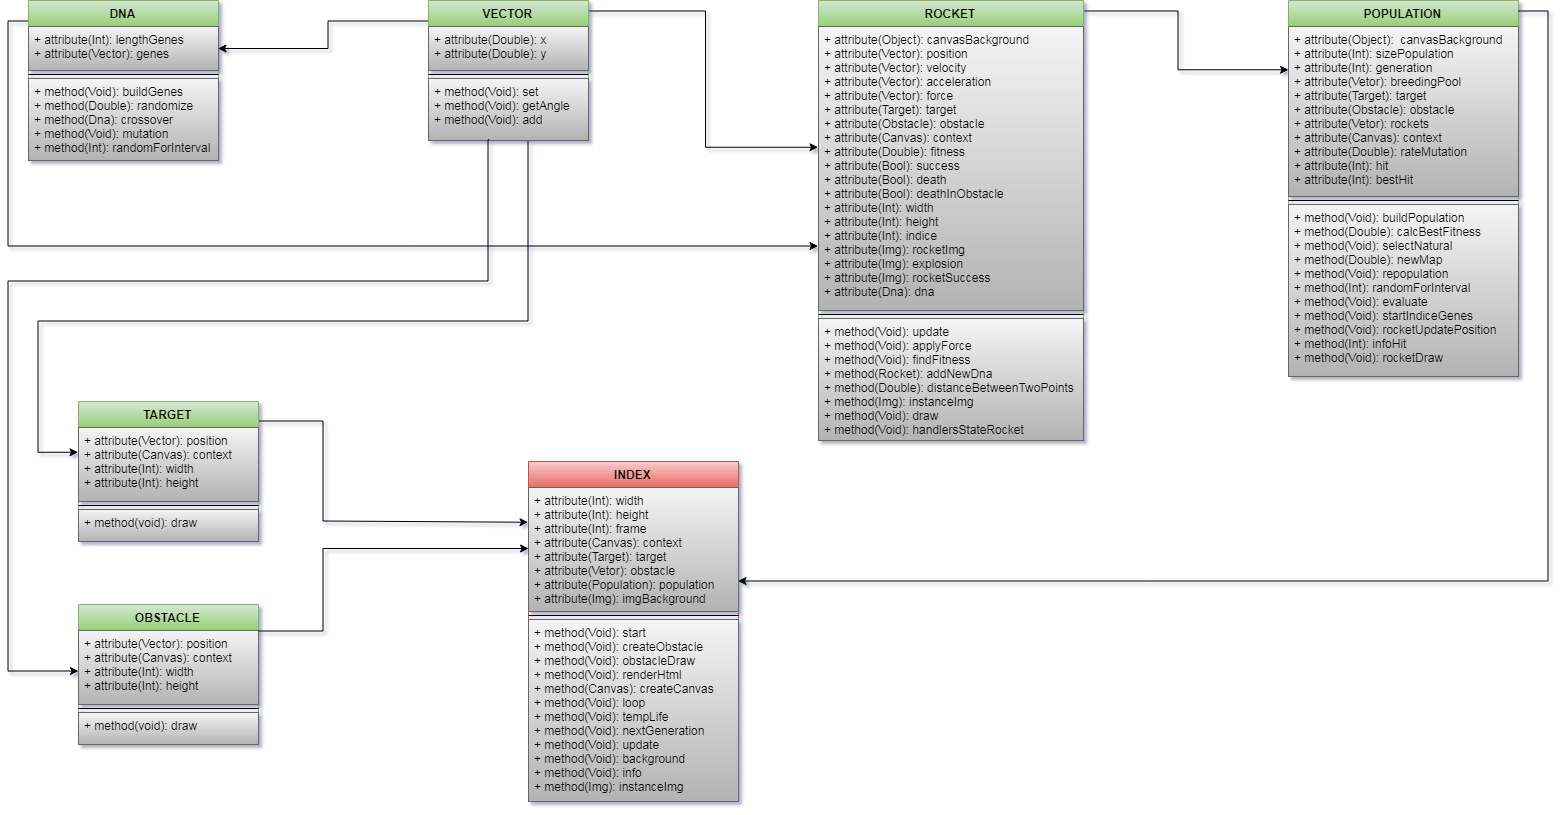 DNA
+ attribute(Int): lengthGenes
+ attribute(Vector): genes
+ method(Void): buildGenes
+ method(Double): randomize
+ method(Dna): crossover
+ method(Void): mutation
+ method(Int): randomForInterval
VECTOR
+ attribute(Double): x
+ attribute(Double): y
+ method(Void): set
+ method(Void): getAngle
+ method(Void): add
ROCKET
+ attribute(Object): canvasBackground
+ attribute(Vector): position
+ attribute(Vector): velocity
+ attribute(Vector): acceleration
+ attribute(Vector): force
+ attribute(Target): target
+ attribute(Obstacle): obstacle
+ attribute(Canvas): context
+ attribute(Double): fitness
+ attribute(Bool): success
+ attribute(Bool): death
+ attribute(Bool): deathInObstacle
+ attribute(Int): width
+ attribute(Int): height
+ attribute(Int): indice
+ attribute(Img): rocketImg
+ attribute(Img): explosion
+ attribute(Img): rocketSuccess
+ attribute(Dna): dna
+ method(Void): update
+ method(Void): applyForce
+ method(Void): findFitness
+ method(Rocket): addNewDna
+ method(Double): distanceBetweenTwoPoints
+ method(Img): instanceImg
+ method(Void): draw
+ method(Void): handlersStateRocket
POPULATION
+ attribute(Object): canvasBackground
+ attribute(Int): sizePopulation
+ attribute(Int): generation
+ attribute(Vetor): breedingPool
+ attribute(Target): target
+ attribute(Obstacle): obstacle
+ attribute(Vetor): rockets
+ attribute(Canvas): context
+ attribute(Double): rateMutation
+ attribute(Int): hit
+ attribute(Int): bestHit
+ method(Void): buildPopulation
+ method(Double): calcBestFitness
+ method(Void): selectNatural
+ method(Double): newMap
+ method(Void): repopulation
+ method(Int): randomForInterval
+ method(Void): evaluate
+ method(Void): startIndiceGenes
+ method(Void): rocketUpdatePosition
+ method(Int): infoHit
+ method(Void): rocketDraw
TARGET
+ attribute(Vector): position
+ attribute(Canvas): context
+ attribute(Int): width
+ attribute(Int): height
+ method(void): draw
OBSTACLE
+ attribute(Vector): position
+ attribute(Canvas): context
+ attribute(Int): width
+ attribute(Int): height
+ method(void): draw
INDEX
+ attribute(Int): width
+ attribute(Int): height
+ attribute(Int): frame
+ attribute(Canvas): context
+ attribute(Target): target
+ attribute(Vetor): obstacle
+ attribute(Population): population
+ attribute(Img): imgBackground
+ method(Void): start
+ method(Void): createObstacle
+ method(Void): obstacleDraw
+ method(Void): renderHtml
+ method(Canvas): createCanvas
+ method(Void): loop
+ method(Void): tempLife
+ method(Void): nextGeneration
+ method(Void): update
+ method(Void): background
+ method(Void): info
+ method(Img): instanceImg